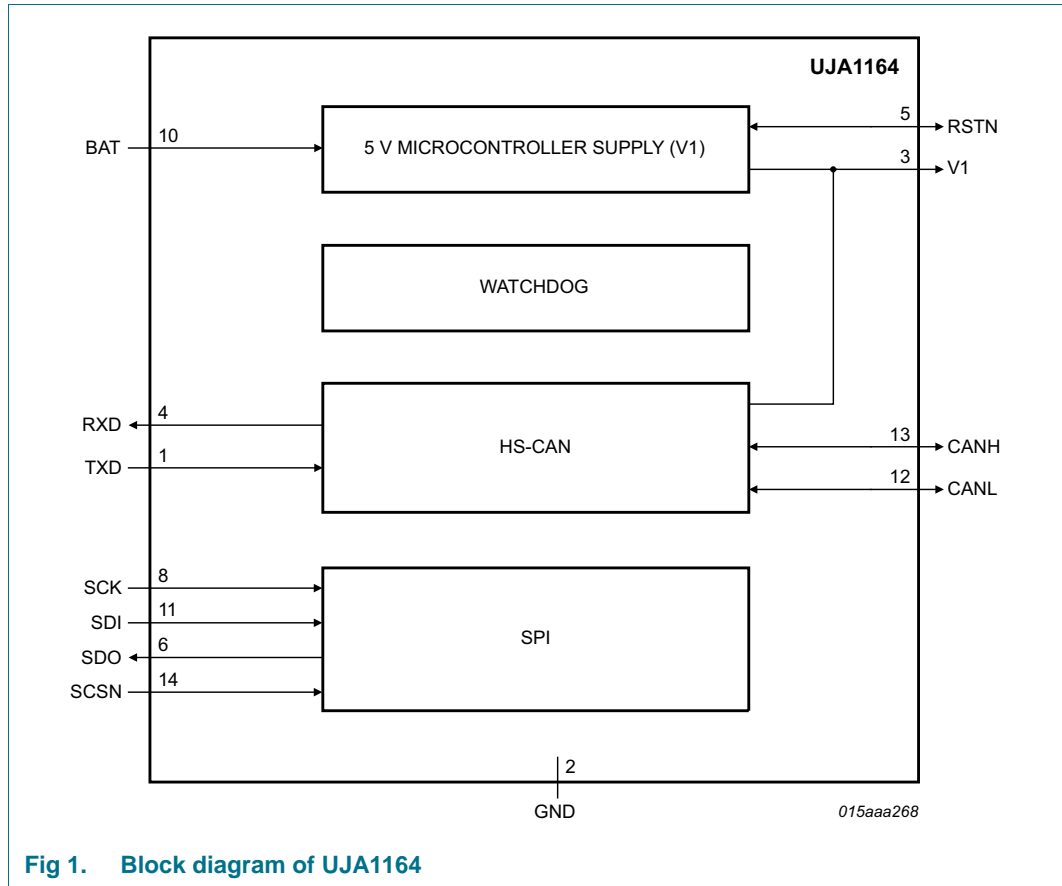 UJA1164
5
RSTN
BAT
10
5 V MICROCONTROLLER SUPPLY (V1)
3
V1
WATCHDOG
RXD
4
HS-CAN
13
CANH
TXD
1
12
CANL
SCK
8
SDI
11
SPI
SDO
6
SCSN
14
2
GND
015aaa268
Fig 1. Block diagram of UJA1164